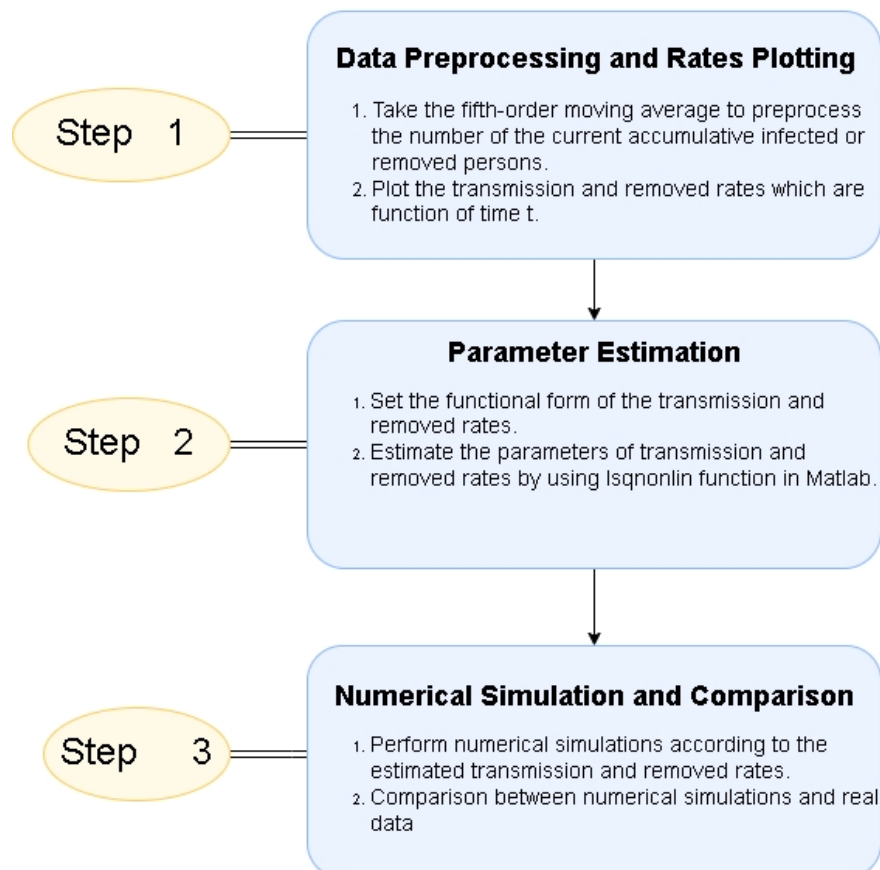 Data Preprocessing and Rates Plotting
Step 1
1. Take the fifth-order moving average to preprocess
the number of the current accumulative infected or
removed persons.
2. Plot the transmission and removed rates which are
function of time t.
Parameter Estimation
Step 2
1. Set the functional form of the transmission and
removed rates.
2. Estimate the parameters of transmission and
removed rates by using lsqnonlin function in Matlab.
Numerical Simulation and Comparison
Step 3
1. Perform numerical simulations according to the
estimated transmission and removed rates.
2. Comparison between numerical simulations and real
data